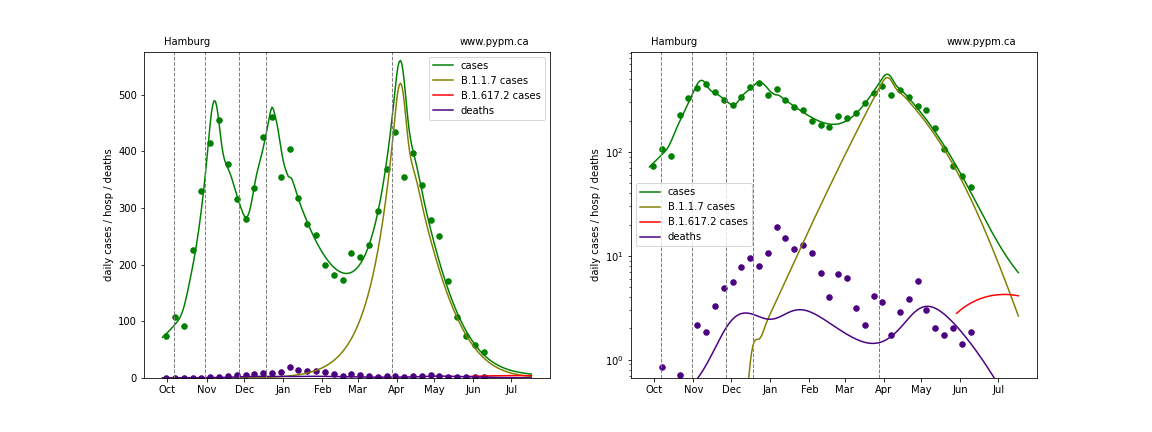 Hamburg
www.pypm.ca
cases
B.1.1.7 cases
B.1.617.2 cases
deaths
daily cases / hosp / deaths
500
400
300
200
100
0
Oct Nov Dec Jan Feb Mar Apr May Jun Jul
Hamburg
www.pypm.ca
cases
B.1.1.7 cases
B.1.617.2 cases
deaths
daily cases / hosp / deaths
10²
10¹
10⁰
Oct Nov Dec Jan Feb Mar Apr May Jun Jul